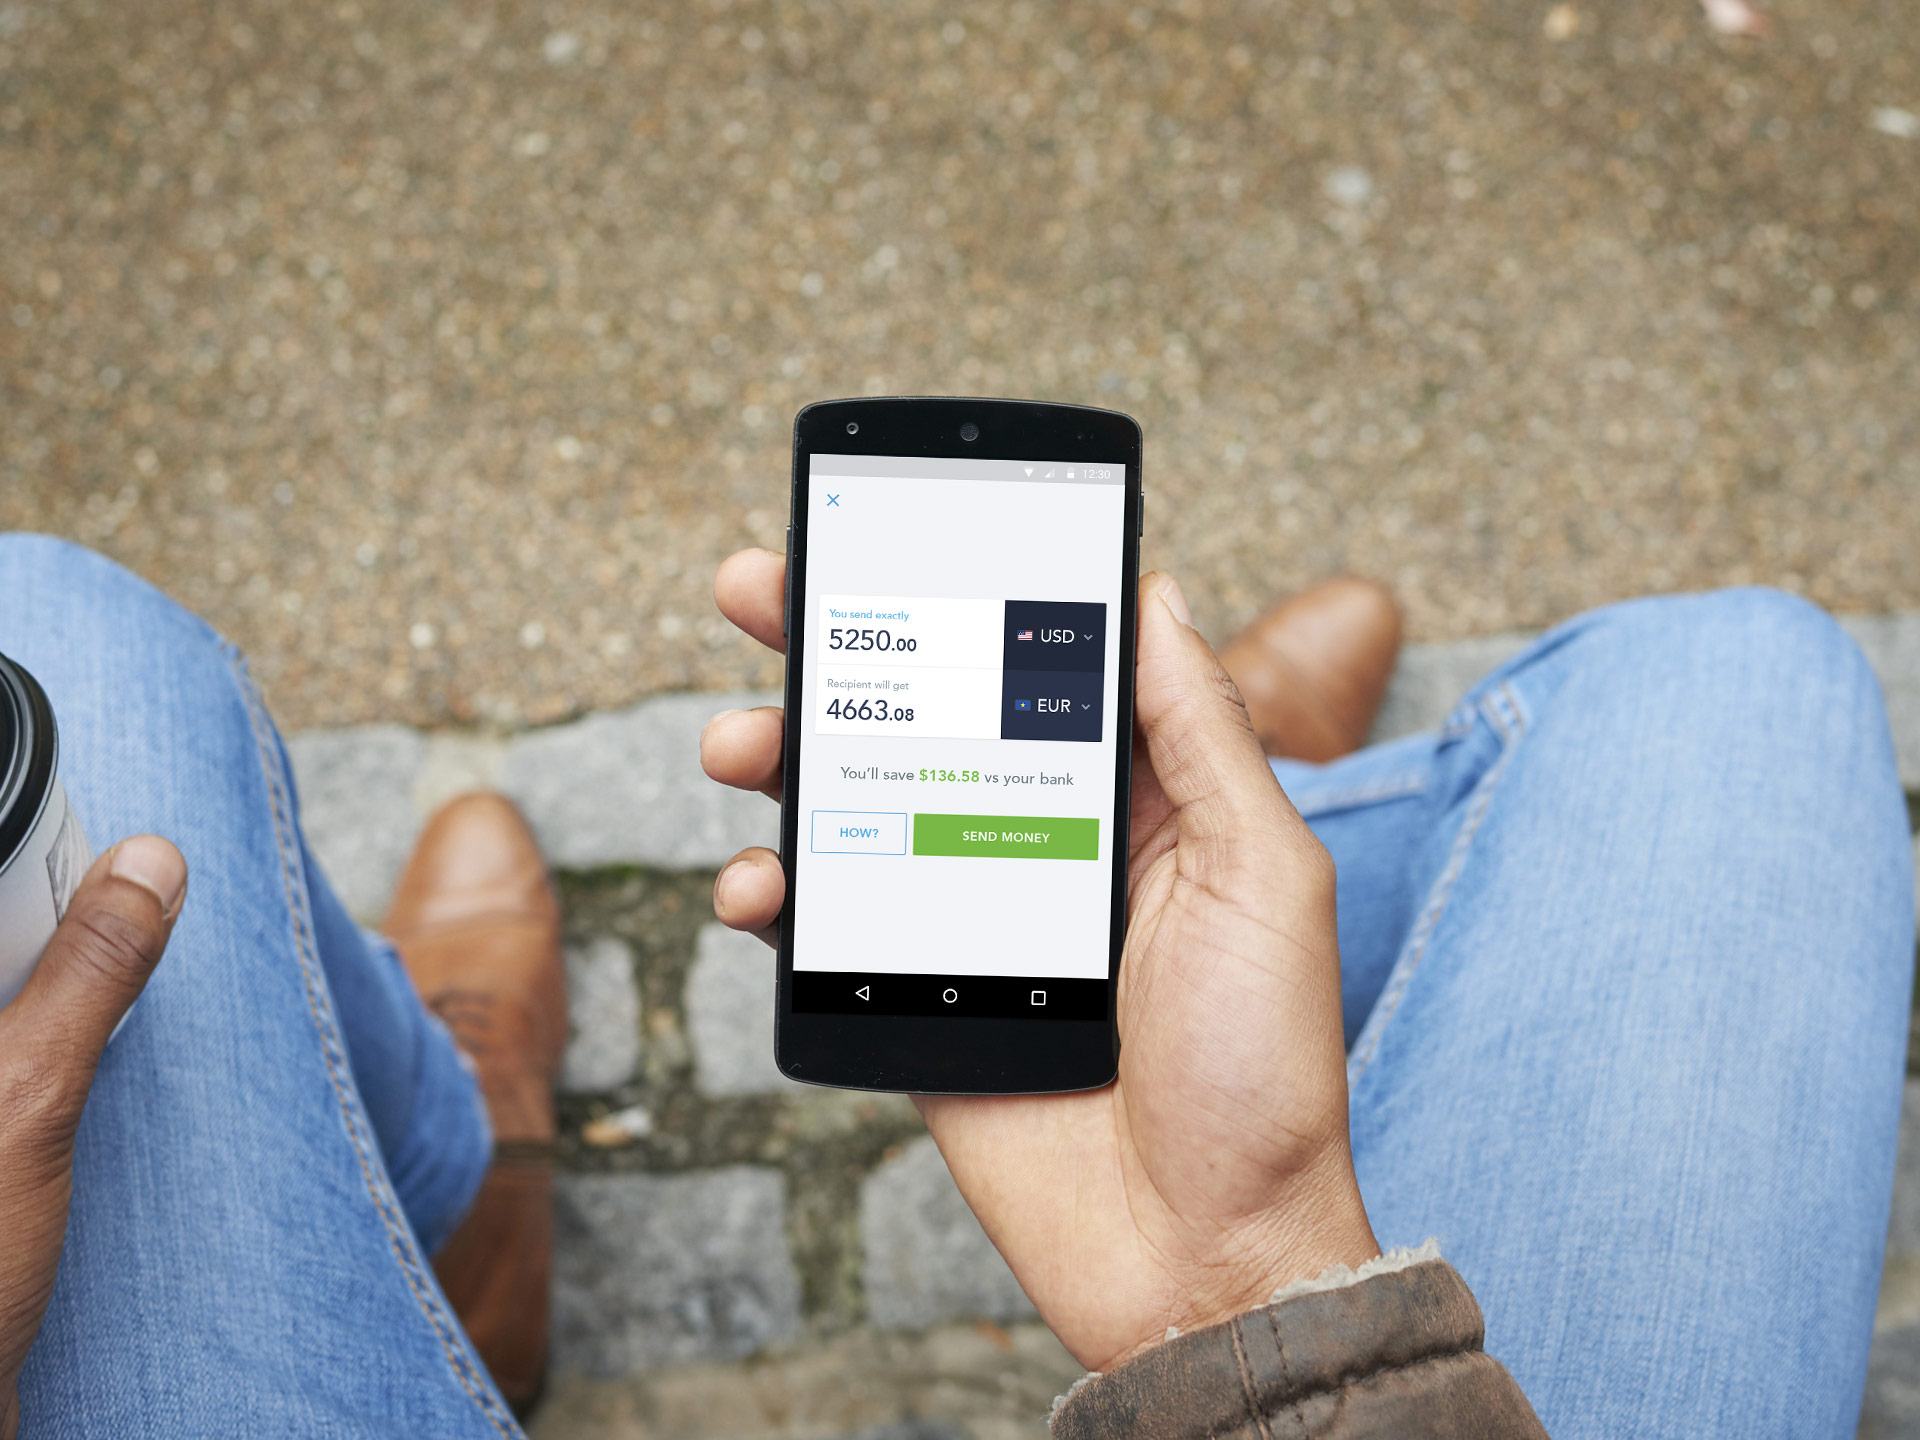 12:30
You send exactly
5250.00
USD
Recipient will get
4663.08
EUR
You'll save $136.58 vs your bank
HOW?
SEND MONEY